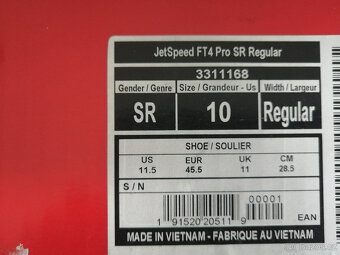 JetSpeed FT4 Pro SR Regular
3311168
Gender / Genre Size / Grandeur - Us Width / Largeur
SR 10 Regular
SHOE / SOULIER
US EUR UK CM
11.5 45.5 11 28.5
S / N
00001
1 91520 20511 9 EAN
MADE IN VIETNAM - FABRIQUE AU VIETNAM